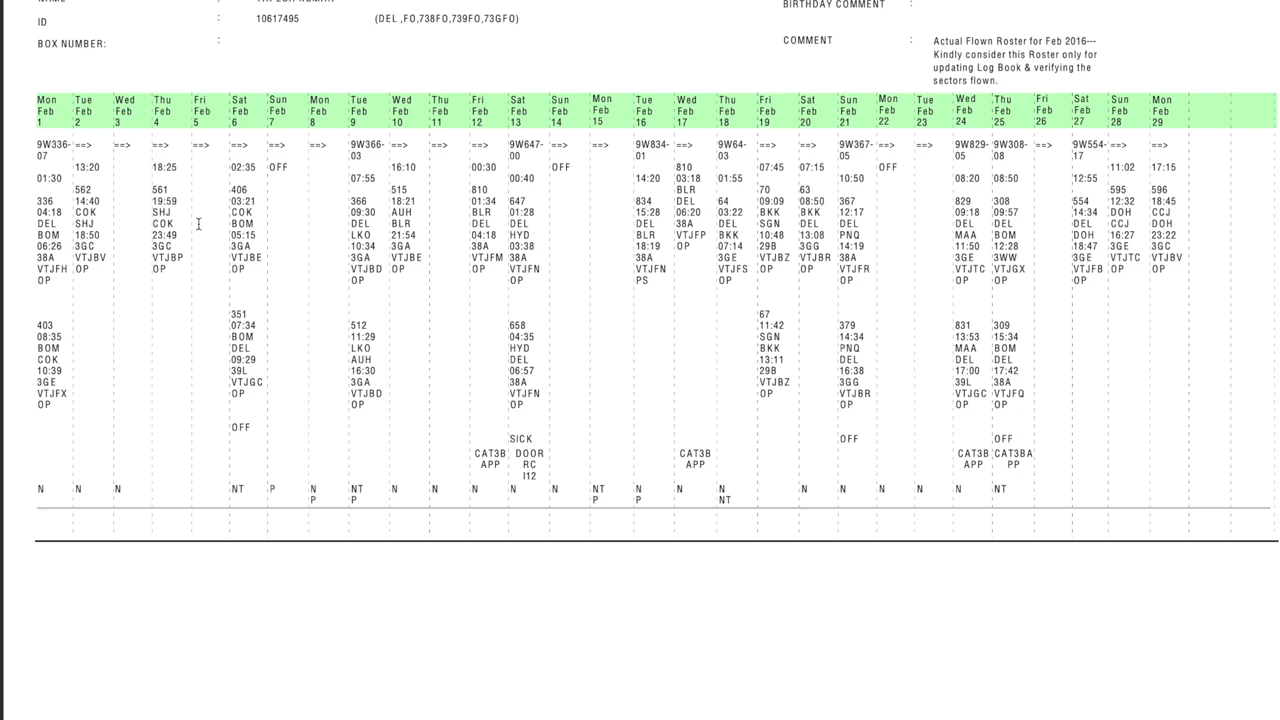 NAME :
BIRTHDAY COMMENT :
ID : 10617495 (DEL ,FO,738FO,739FO,73GFO)
BOX NUMBER: :
COMMENT : Actual Flown Roster for Feb 2016---
Kindly consider this Roster only for
updating Log Book & verifying the
sectors flown.
Mon Tue Wed Thu Fri Sat Sun Mon Tue Wed Thu Fri Sat Sun Mon Tue Wed Thu Fri Sat Sun Mon Tue Wed Thu Fri Sat Sun Mon
Feb Feb Feb Feb Feb Feb Feb Feb Feb Feb Feb Feb Feb Feb Feb Feb Feb Feb Feb Feb Feb Feb Feb Feb Feb Feb Feb Feb Feb
1 2 3 4 5 6 7 8 9 10 11 12 13 14 15 16 17 18 19 20 21 22 23 24 25 26 27 28 29
9W336- ==> ==> ==> ==> ==> ==> ==> 9W366- ==> ==> ==> 9W647- ==> ==> 9W834- ==> 9W64- ==> ==> 9W367- ==> ==> 9W829- 9W308- ==> 9W554- ==> ==>
07 03 00 01 03 05 05 08 17
13:20 18:25 02:35 OFF 16:10 00:30 OFF 810 07:45 07:15 OFF 11:02 17:15
01:30 07:55 00:40 14:20 03:18 01:55 10:50 08:20 08:50 12:55
562 561 406 515 810 BLR 70 63 595 596
336 14:40 19:59 03:21 366 18:21 01:34 647 834 DEL 64 09:09 08:50 367 829 308 554 12:32 18:45
04:18 COK SHJ COK 09:30 AUH BLR 01:28 15:28 06:20 03:22 BKK BKK 12:17 09:18 09:57 14:34 DOH CCJ
DEL SHJ COK BOM DEL BLR DEL DEL DEL 38A DEL SGN DEL DEL DEL DEL DEL CCJ DOH
BOM 18:50 23:49 05:15 LKO 21:54 04:18 HYD BLR VTJFP BKK 10:48 13:08 PNQ MAA BOM DOH 16:27 23:22
06:26 3GC 3GC 3GA 10:34 3GA 38A 03:38 18:19 OP 07:14 29B 3GG 14:19 11:50 12:28 18:47 3GE 3GC
38A VTJBV VTJBP VTJBE 3GA VTJBE VTJFM 38A 38A 3GE VTJBZ VTJBR 38A 3GE 3WW 3GE VTJTC VTJBV
VTJFH OP OP OP VTJBD OP OP VTJFN VTJFN VTJFS OP OP VTJFR VTJTC VTJGX VTJFB OP OP
OP OP OP PS OP OP OP OP OP
351 67
403 07:34 512 658 11:42 379 831 309
08:35 BOM 11:29 04:35 SGN 14:34 13:53 15:34
BOM DEL LKO HYD BKK PNQ MAA BOM
COK 09:29 AUH DEL 13:11 DEL DEL DEL
10:39 39L 16:30 06:57 29B 16:38 17:00 17:42
3GE VTJGC 3GA 38A VTJBZ 3GG 39L 38A
VTJFX OP VTJBD VTJFN OP VTJBR VTJGC VTJFQ
OP OP OP OP OP OP
OFF
SICK OFF OFF
CAT3B DOOR CAT3B CAT3B CAT3BA
APP RC APP APP PP
I12
N N N NT P N NT N N N N N NT N N N N N N N N NT
P P P P NT